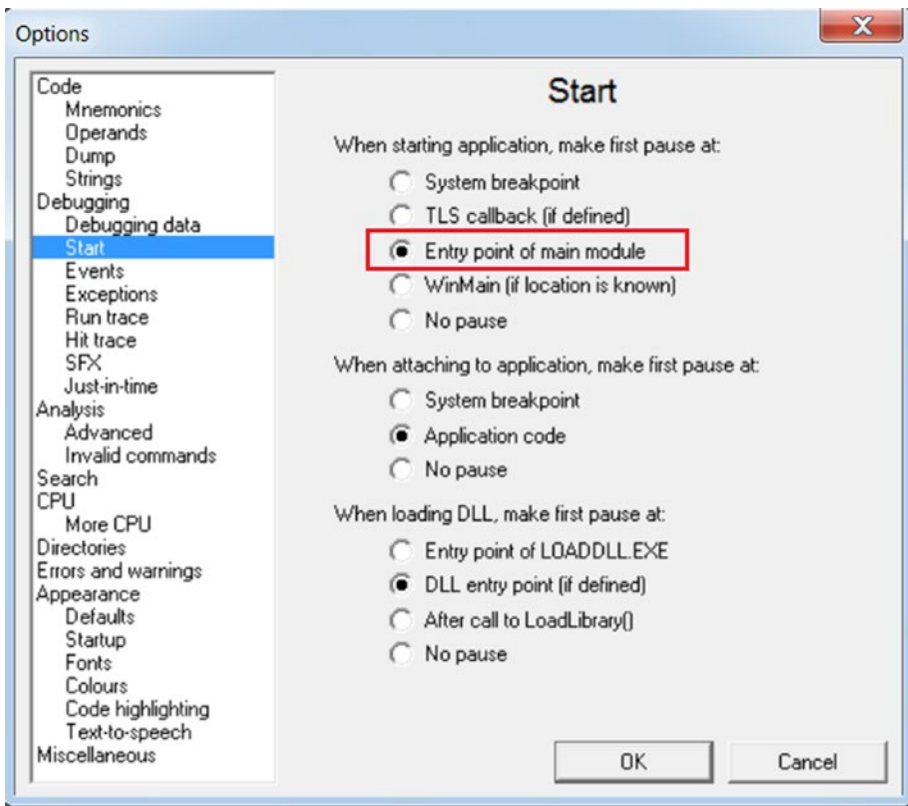 Options
Code
Mnemonics
Operands
Dump
Strings
Debugging
Debugging data
Start
Events
Exceptions
Run trace
Hit trace
SFX
Just-in-time
Analysis
Advanced
Invalid commands
Search
CPU
More CPU
Directories
Errors and warnings
Appearance
Defaults
Startup
Fonts
Colours
Code highlighting
Text-to-speech
Miscellaneous
Start
When starting application, make first pause at:
System breakpoint
TLS callback (if defined)
Entry point of main module
WinMain (if location is known)
No pause
When attaching to application, make first pause at:
System breakpoint
Application code
No pause
When loading DLL, make first pause at:
Entry point of LOADDLL.EXE
DLL entry point (if defined)
After call to LoadLibrary()
No pause
OK
Cancel